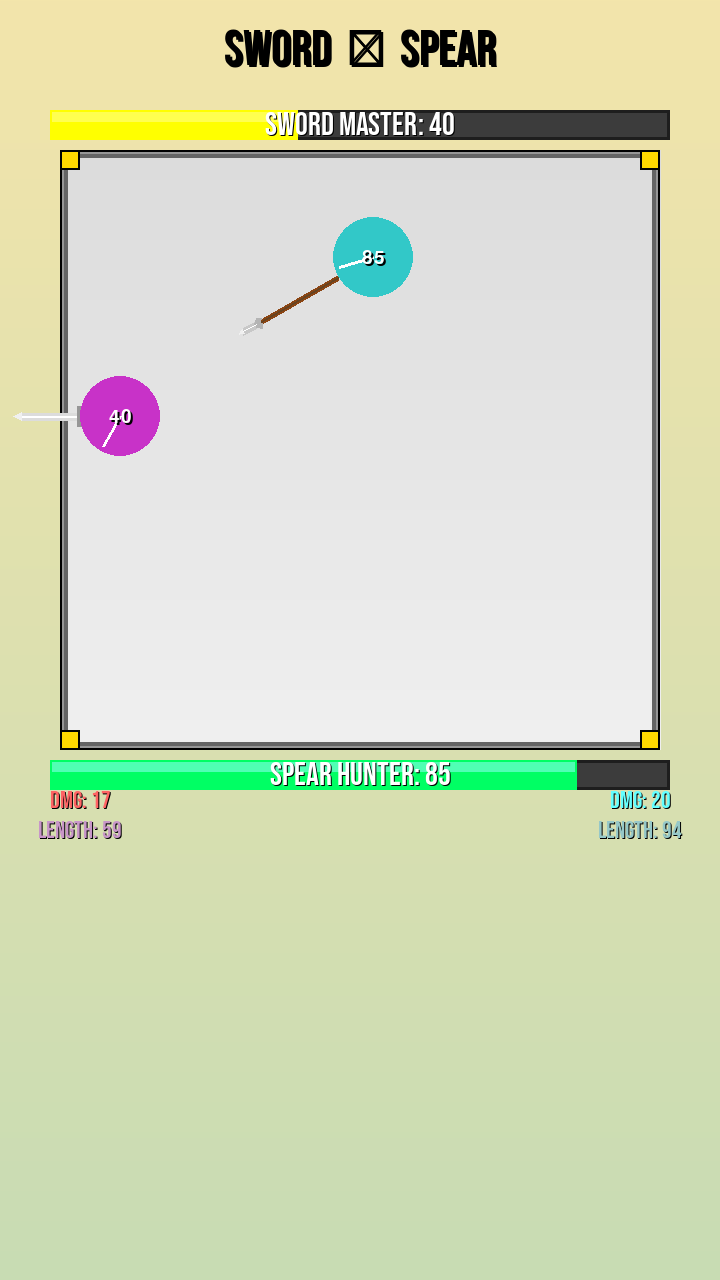 SWORD ☒ SPEAR
SWORD MASTER: 40
85
40
SPEAR HUNTER: 85
DMG: 17
DMG: 20
LENGTH: 59
LENGTH: 94